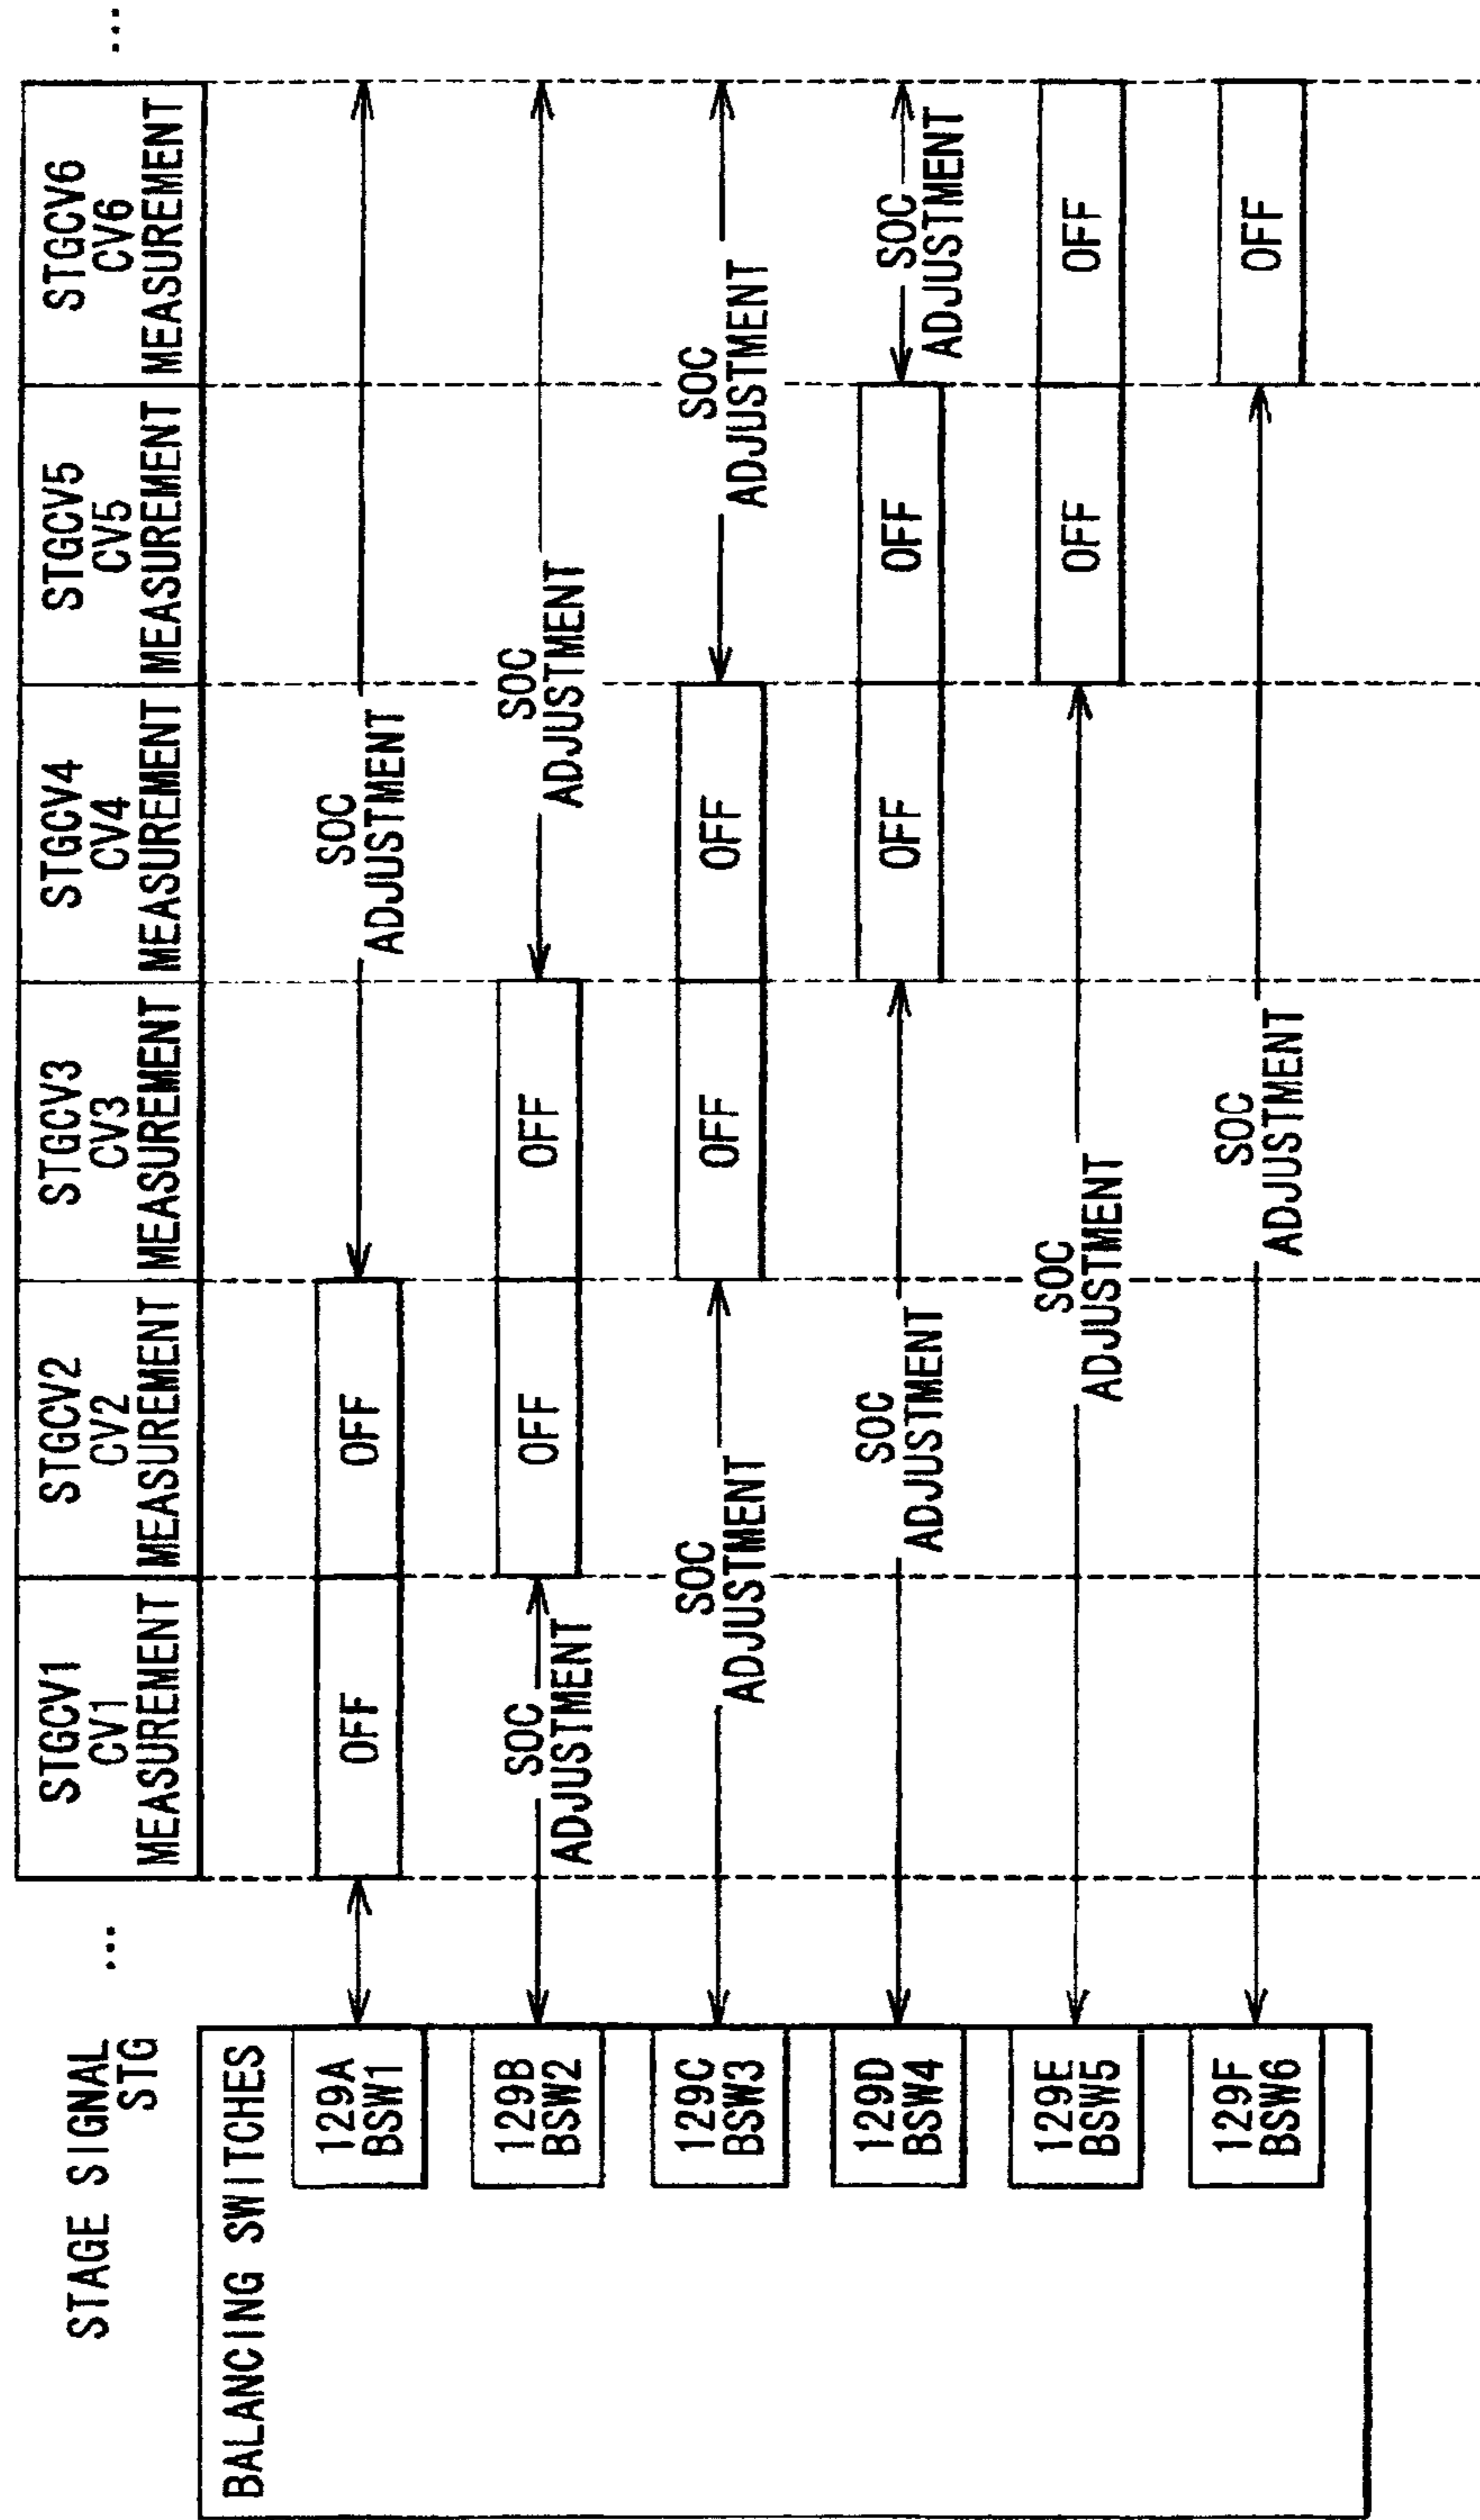 STAGE SIGNAL
STG
...
STGCV1
CV1
MEASUREMENT
STGCV2
CV2
MEASUREMENT
STGCV3
CV3
MEASUREMENT
STGCV4
CV4
MEASUREMENT
STGCV5
CV5
MEASUREMENT
STGCV6
CV6
MEASUREMENT
...
BALANCING SWITCHES
129A
BSW1
OFF
OFF
SOC
ADJUSTMENT
129B
BSW2
SOC
ADJUSTMENT
OFF
OFF
SOC
ADJUSTMENT
129C
BSW3
SOC
ADJUSTMENT
OFF
OFF
SOC
ADJUSTMENT
129D
BSW4
SOC
ADJUSTMENT
OFF
OFF
SOC
ADJUSTMENT
129E
BSW5
SOC
ADJUSTMENT
OFF
OFF
129F
BSW6
SOC
ADJUSTMENT
OFF